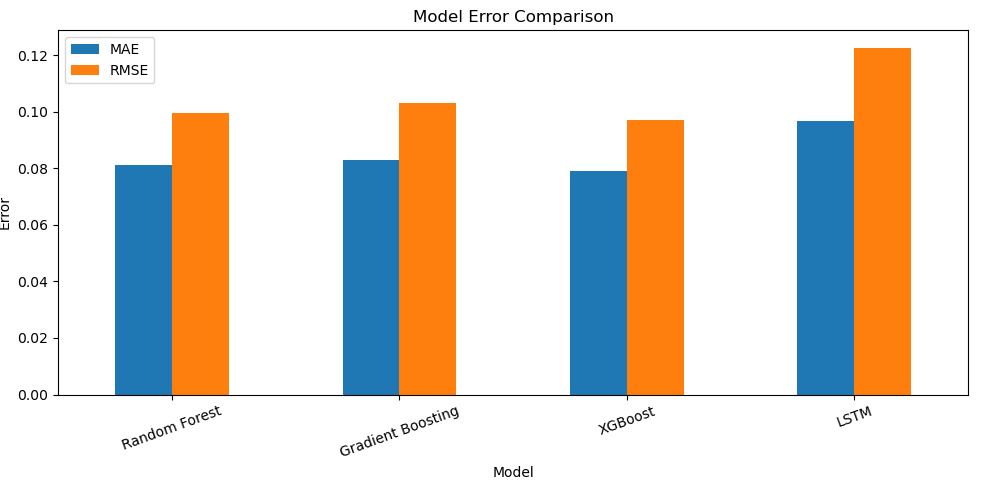 Model Error Comparison
MAE
RMSE
0.12
0.10
0.08
0.06
0.04
0.02
0.00
Error
Random Forest
Gradient Boosting
XGBoost
LSTM
Model